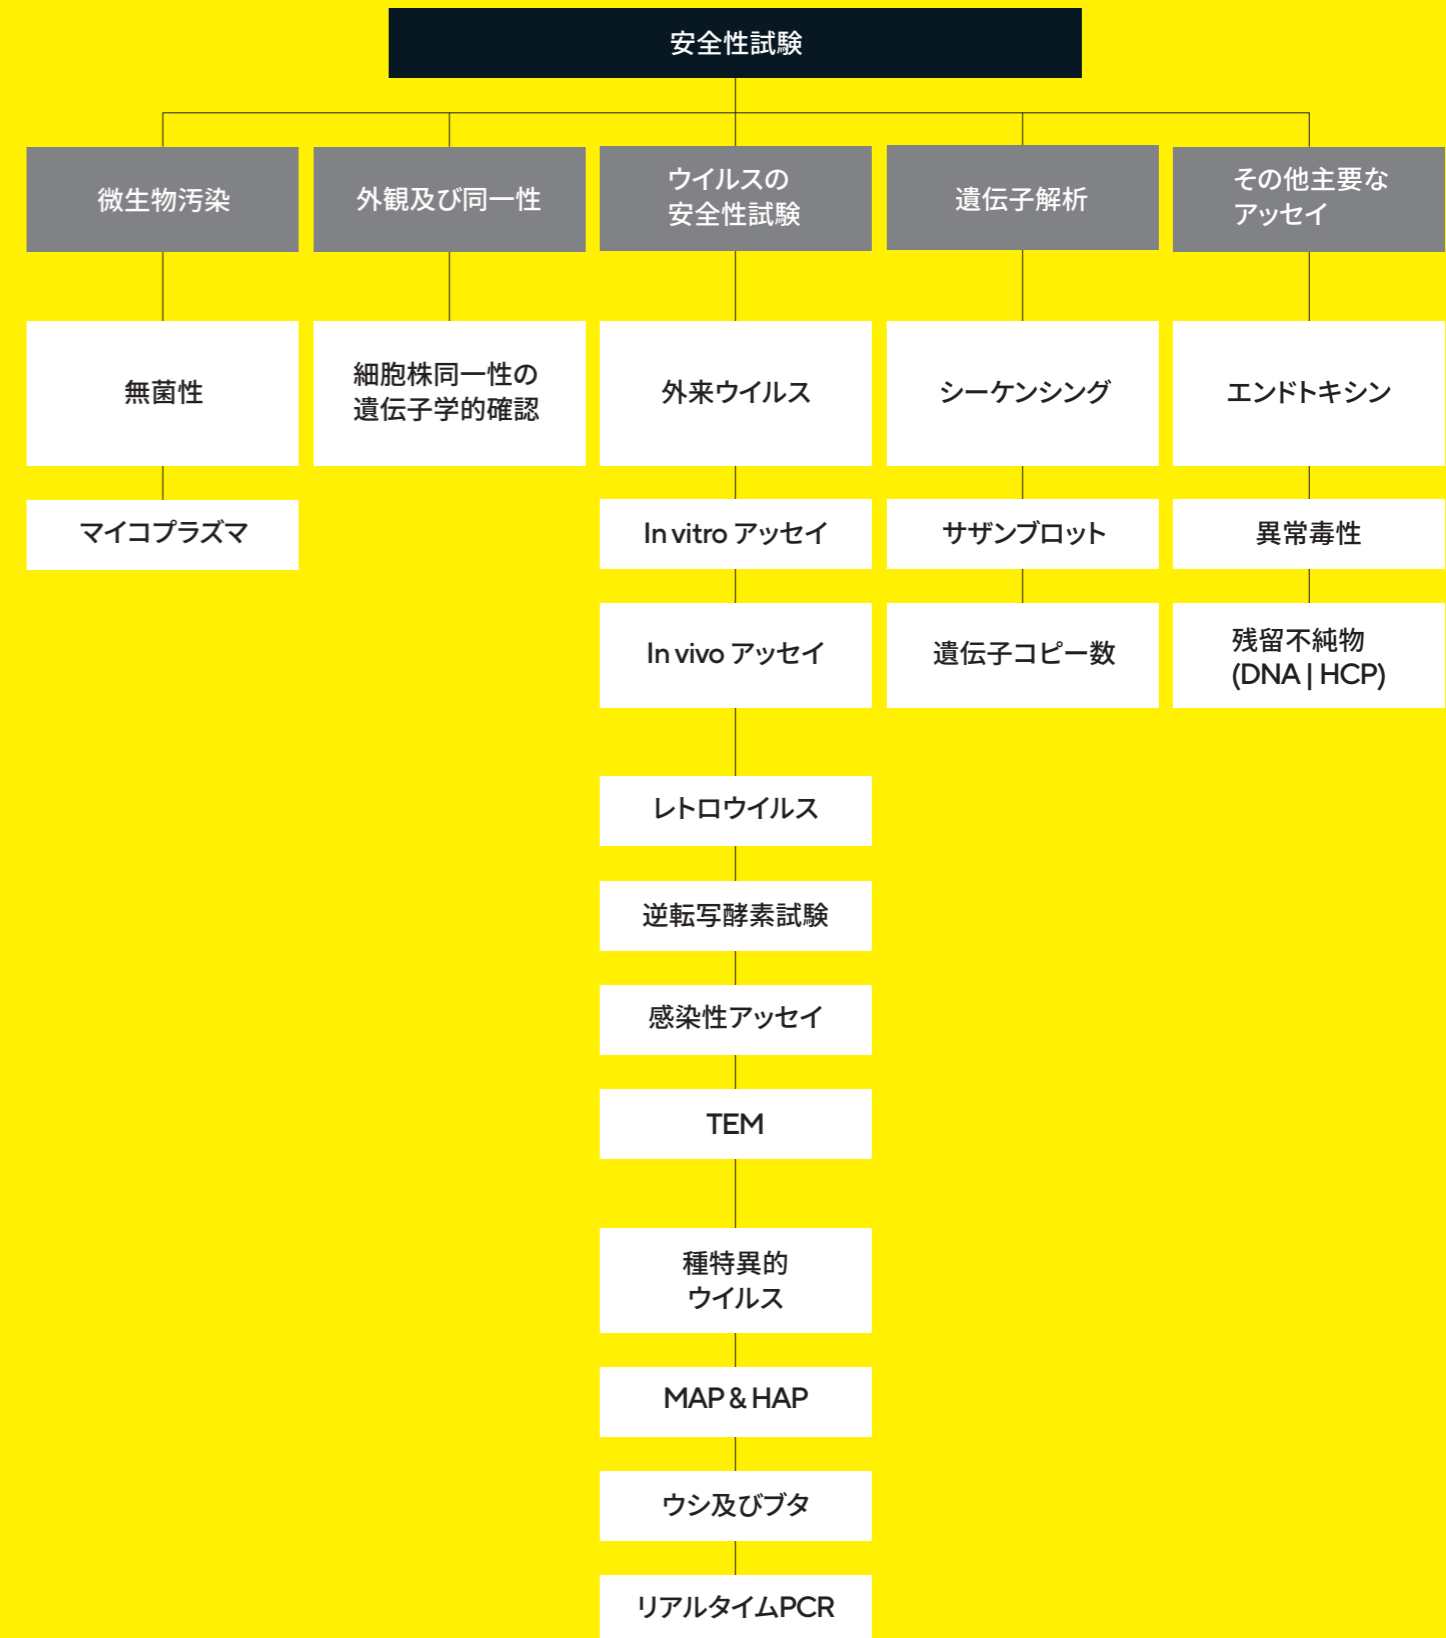 安全性試験
微生物汚染
外観及び同一性
ウイルスの
安全性試験
遺伝子解析
その他主要な
アッセイ
無菌性
細胞株同一性の
遺伝子学的確認
外来ウイルス
シーケンシング
エンドトキシン
マイコプラズマ
In vitro アッセイ
サザンブロット
異常毒性
In vivo アッセイ
遺伝子コピー数
残留不純物
(DNA | HCP)
レトロウイルス
逆転写酵素試験
感染性アッセイ
TEM
種特異的
ウイルス
MAP & HAP
ウシ及びブタ
リアルタイムPCR